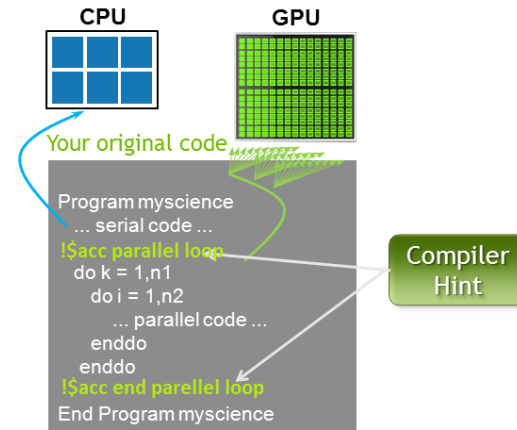 CPU
GPU
Your original code
Program myscience
... serial code ...
!$acc parallel loop
do k = 1,n1
do i = 1,n2
... parallel code ...
enddo
enddo
!$acc end parellel loop
End Program myscience
Compiler
Hint